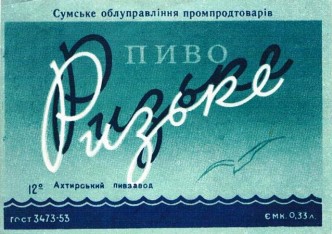 Сумське облуправління промпродтоварів
ПИВО
Ризьке
12° Ахтирський пивзавод
ГОСТ 3473-53 ЄМК. 0,33 л.